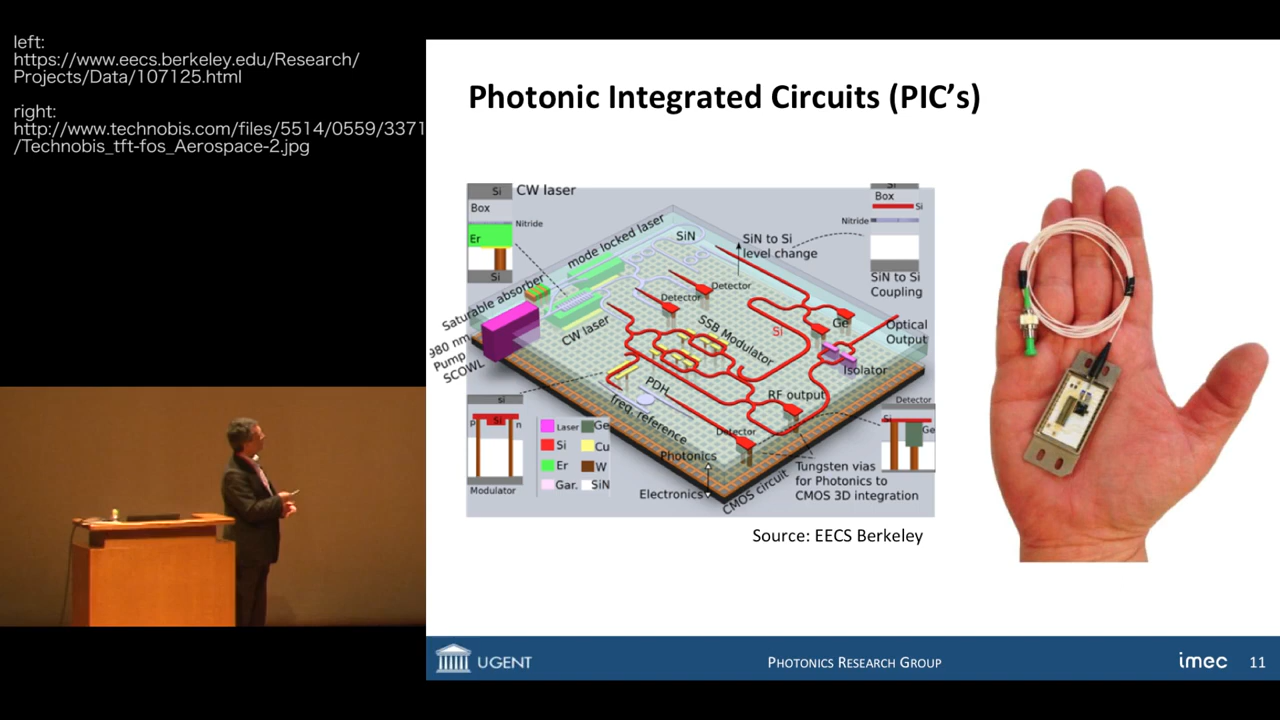 left:
https://www.eecs.berkeley.edu/Research/
Projects/Data/107125.html
right:
http://www.technobis.com/files/5514/0559/3371
/Technobis_tft-fos_Aerospace-2.jpg
Photonic Integrated Circuits (PIC's)
Si
CW laser
Box
Nitride
Er
Si
mode locked laser
SiN
SiN to Si
level change
Si
Box
Si
Nitride
SiN to Si
Coupling
Saturable absorber
Detector
Detector
CW laser
980 nm
Pump
SCOWL
SSB Modulator
Si
Ge
Optical
Output
Isolator
PDH
freq. reference
RF output
Detector
Detector
Si
Ge
si
p
Si
n
Modulator
Laser
Ge
Si
Cu
Er
W
Gar.
SiN
Photonics
Electronics
CMOS circuit
Tungsten vias
for Photonics to
CMOS 3D integration
Source: EECS Berkeley
UGENT
PHOTONICS RESEARCH GROUP
imec
11